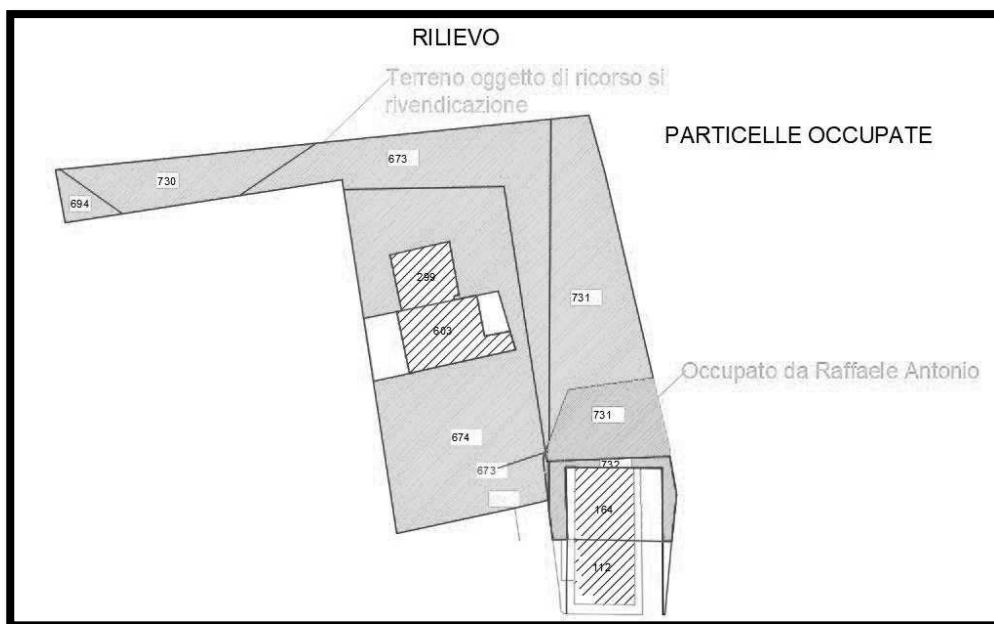 RILIEVO
Terreno oggetto di ricorso si
rivendicazione
PARTICELLE OCCUPATE
673
730
694
299
731
603
Occupato da Raffaele Antonio
731
674
673
732
164
112